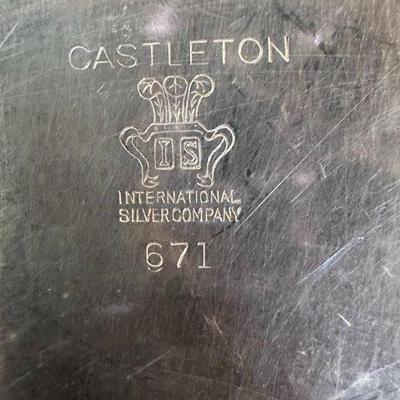 CASTLETON
IS
INTERNATIONAL
SILVER COMPANY
671